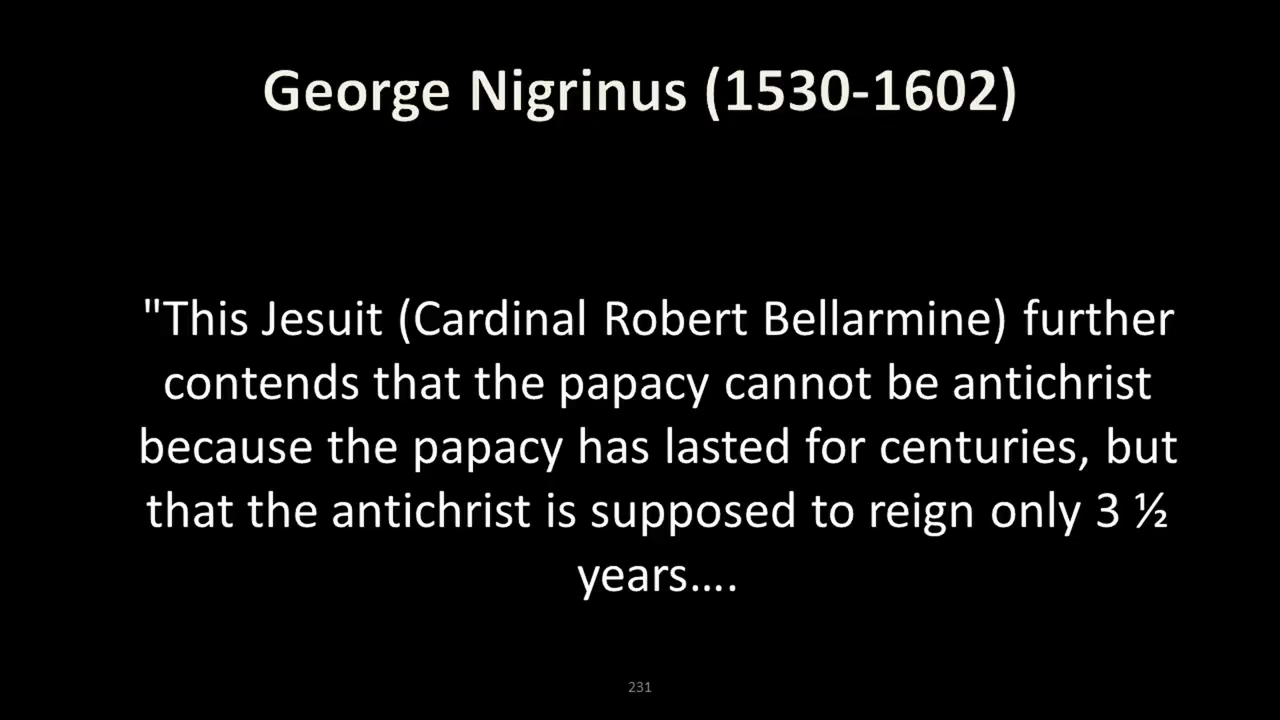 George Nigrinus (1530-1602)
"This Jesuit (Cardinal Robert Bellarmine) further
contends that the papacy cannot be antichrist
because the papacy has lasted for centuries, but
that the antichrist is supposed to reign only 3 ½
years….
231